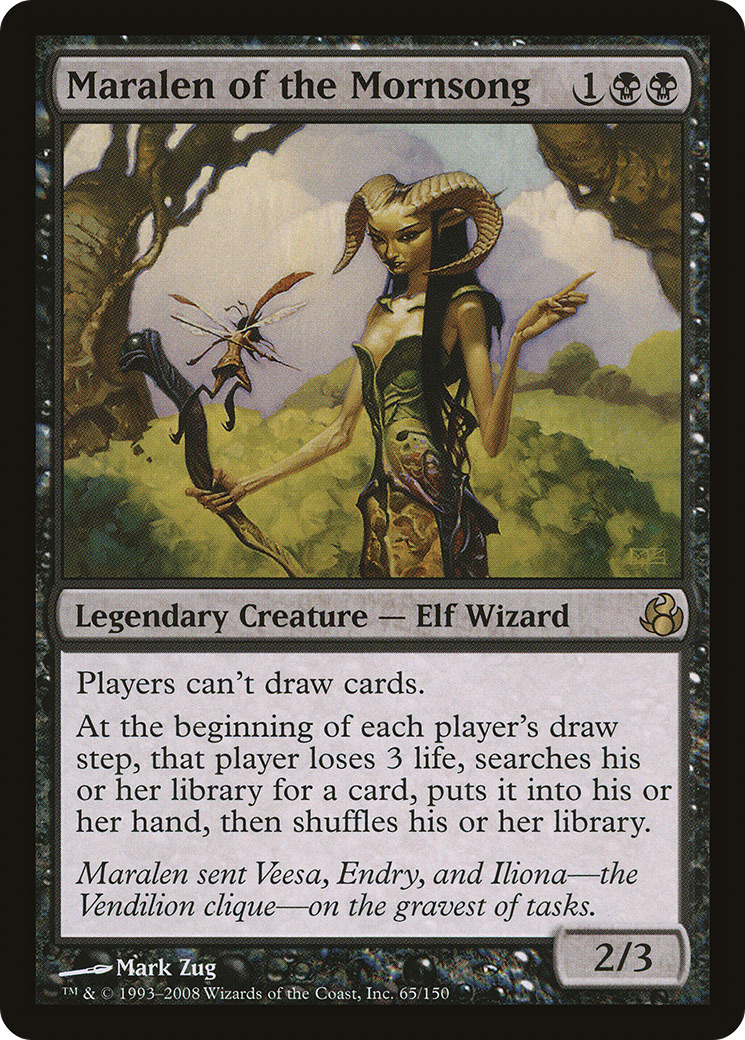 Maralen of the Mornsong 1
Legendary Creature — Elf Wizard
Players can't draw cards.
At the beginning of each player's draw
step, that player loses 3 life, searches his
or her library for a card, puts it into his or
her hand, then shuffles his or her library.
Maralen sent Veesa, Endry, and Iliona—the
Vendilion clique—on the gravest of tasks.
2/3
Mark Zug
™ & © 1993–2008 Wizards of the Coast, Inc. 65/150